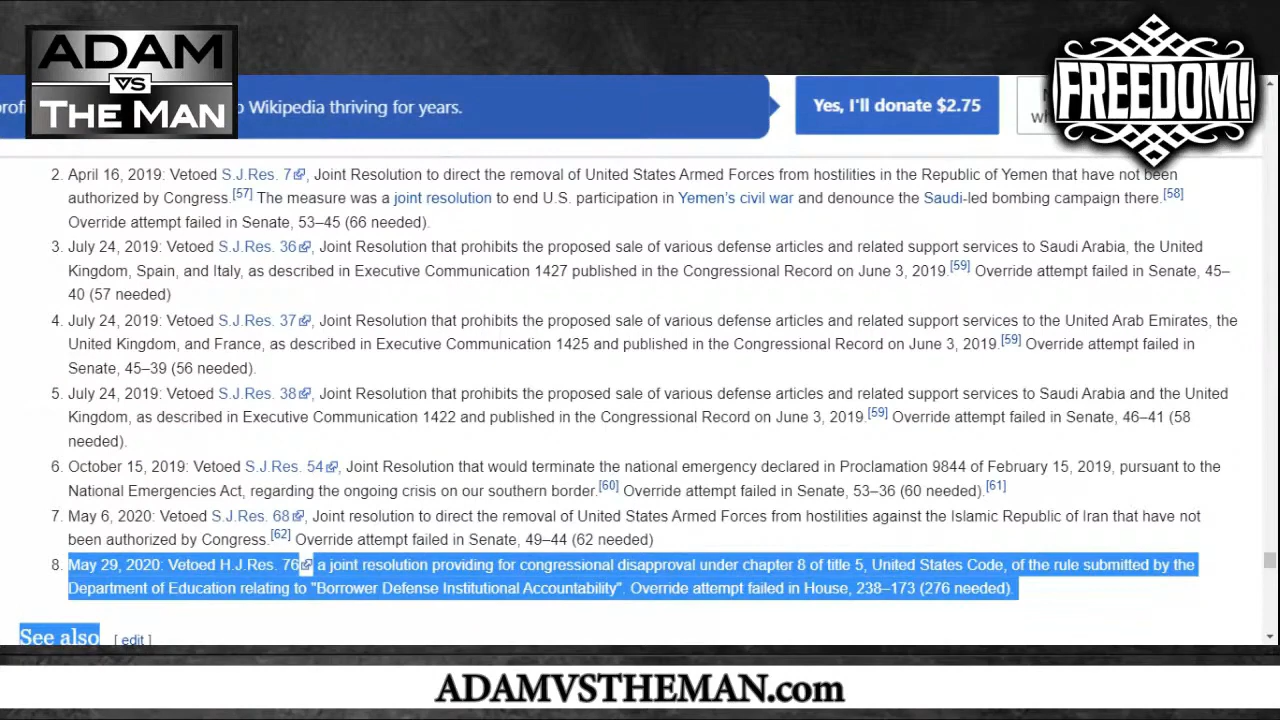 ADAM
VS
THE MAN
FREEDOM!
Wikipedia thriving for years.
Yes, I'll donate $2.75
2. April 16, 2019: Vetoed S.J.Res. 7, Joint Resolution to direct the removal of United States Armed Forces from hostilities in the Republic of Yemen that have not been
authorized by Congress.[57] The measure was a joint resolution to end U.S. participation in Yemen's civil war and denounce the Saudi-led bombing campaign there.[58]
Override attempt failed in Senate, 53–45 (66 needed).
3. July 24, 2019: Vetoed S.J.Res. 36, Joint Resolution that prohibits the proposed sale of various defense articles and related support services to Saudi Arabia, the United
Kingdom, Spain, and Italy, as described in Executive Communication 1427 published in the Congressional Record on June 3, 2019.[59] Override attempt failed in Senate, 45–
40 (57 needed)
4. July 24, 2019: Vetoed S.J.Res. 37, Joint Resolution that prohibits the proposed sale of various defense articles and related support services to the United Arab Emirates, the
United Kingdom, and France, as described in Executive Communication 1425 and published in the Congressional Record on June 3, 2019.[59] Override attempt failed in
Senate, 45–39 (56 needed).
5. July 24, 2019: Vetoed S.J.Res. 38, Joint Resolution that prohibits the proposed sale of various defense articles and related support services to Saudi Arabia and the United
Kingdom, as described in Executive Communication 1422 and published in the Congressional Record on June 3, 2019.[59] Override attempt failed in Senate, 46–41 (58
needed).
6. October 15, 2019: Vetoed S.J.Res. 54, Joint Resolution that would terminate the national emergency declared in Proclamation 9844 of February 15, 2019, pursuant to the
National Emergencies Act, regarding the ongoing crisis on our southern border.[60] Override attempt failed in Senate, 53–36 (60 needed).[61]
7. May 6, 2020: Vetoed S.J.Res. 68, Joint resolution to direct the removal of United States Armed Forces from hostilities against the Islamic Republic of Iran that have not
been authorized by Congress.[62] Override attempt failed in Senate, 49–44 (62 needed)
8. May 29, 2020: Vetoed H.J.Res. 76 a joint resolution providing for congressional disapproval under chapter 8 of title 5, United States Code, of the rule submitted by the
Department of Education relating to "Borrower Defense Institutional Accountability". Override attempt failed in House, 238–173 (276 needed).
See also [ edit ]
ADAMVSTHEMAN.com